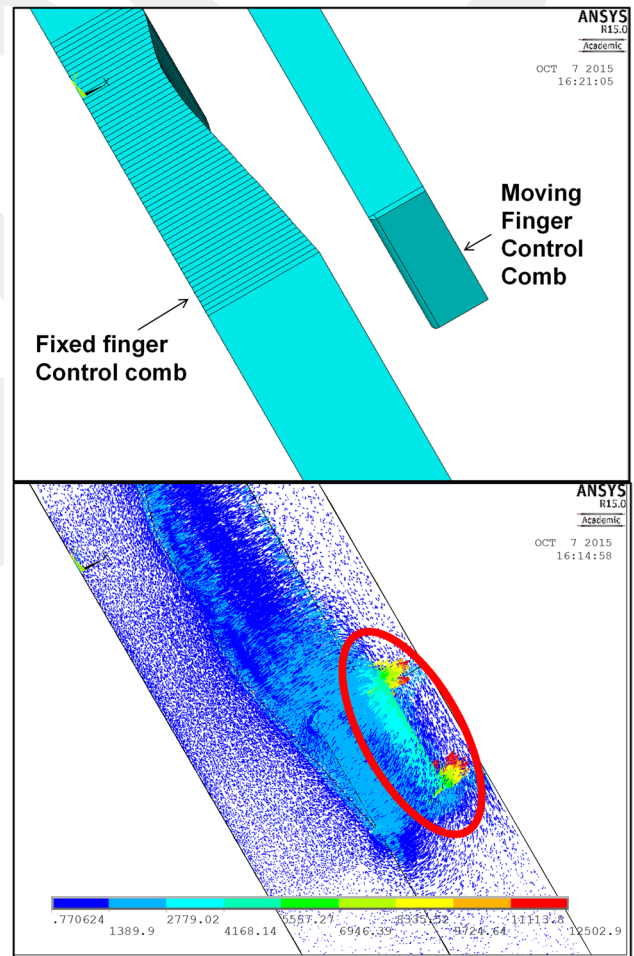 ANSYS
R15.0
Academic
OCT 7 2015
16:21:05
X
Moving
Finger
Control
Comb
Fixed finger
Control comb
ANSYS
R15.0
Academic
OCT 7 2015
16:14:58
.770624 2779.02 5557.27 8335.52 11113.8
1389.9 4168.14 6946.39 9724.64 12502.9